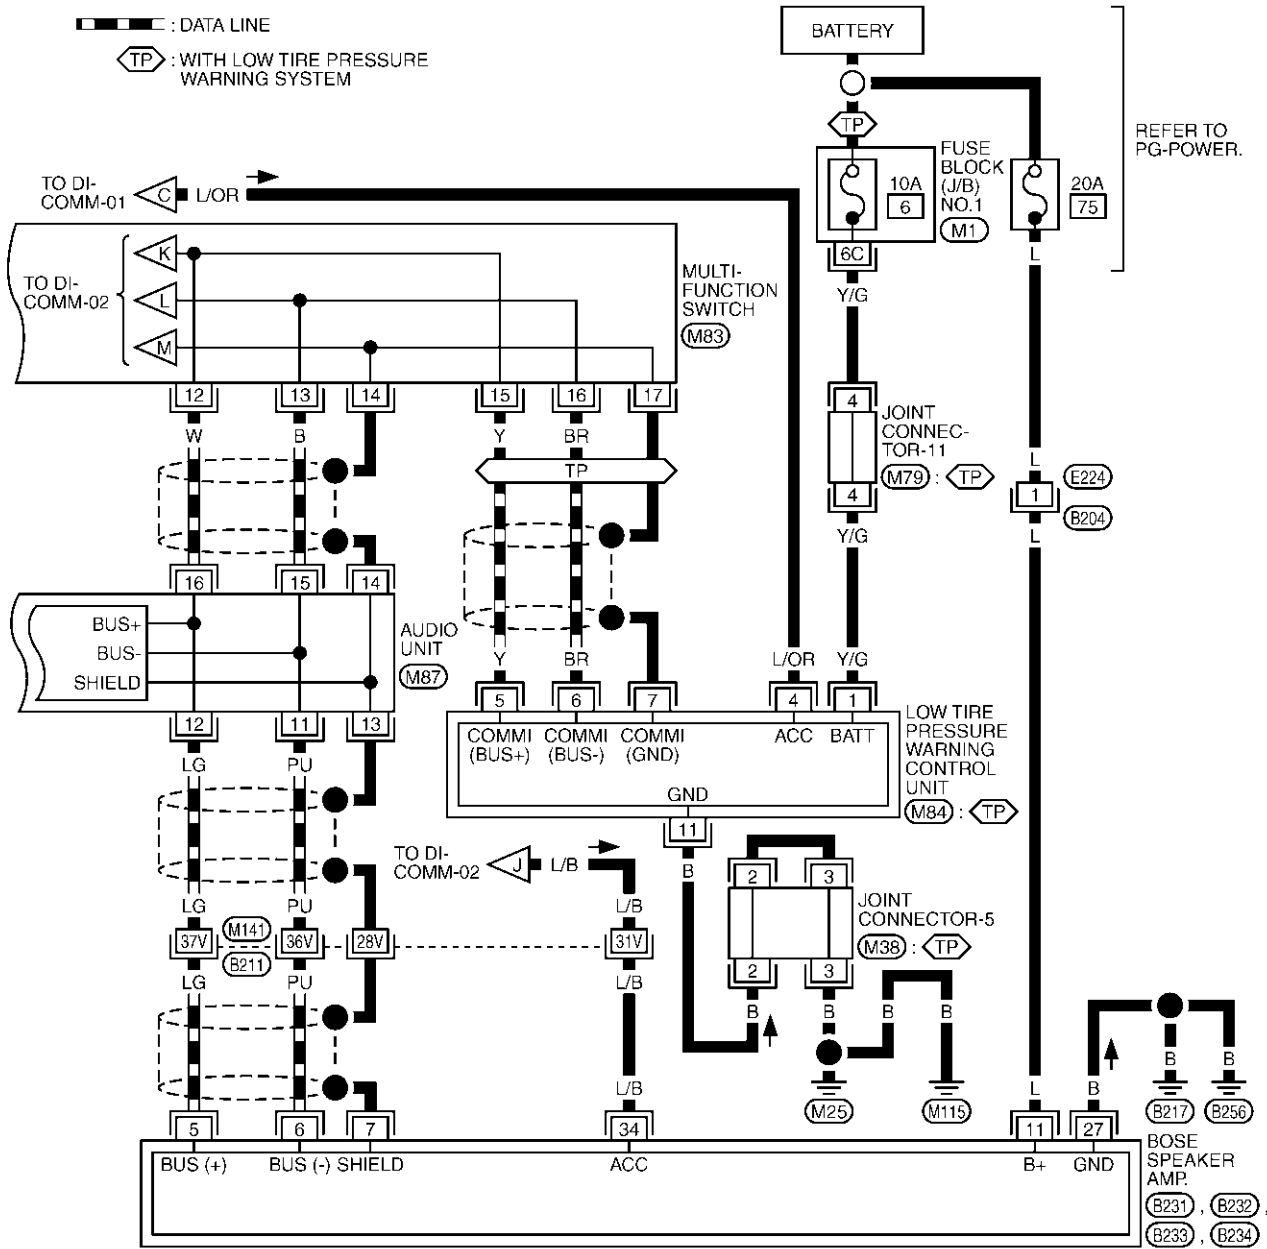 : DATA LINE
TP : WITH LOW TIRE PRESSURE
WARNING SYSTEM
BATTERY
TP
REFER TO
PG-POWER.
FUSE
BLOCK
(J/B)
NO.1
M1
10A
6
20A
75
6C
L
Y/G
TO DI-
COMM-01
C
L/OR
TO DI-
COMM-02
K
L
M
MULTI-
FUNCTION
SWITCH
M83
12 13 14 15 16 17
W B Y BR
TP
4
JOINT
CONNEC-
TOR-11
M79 : TP
4
Y/G
L
1
E224
B204
L
16 15 14
BUS+
BUS-
SHIELD
AUDIO
UNIT
M87
12 11 13
Y BR L/OR Y/G
5 6 7 4 1
COMMI
(BUS+)
COMMI
(BUS-)
COMMI
(GND)
ACC BATT
GND
11
LOW TIRE
PRESSURE
WARNING
CONTROL
UNIT
M84 : TP
LG PU
TO DI-
COMM-02
J
L/B
B
2 3
JOINT
CONNECTOR-5
M38 : TP
2 3
LG PU L/B
37V M141 36V 28V 31V
B211
LG PU L/B
B B B B
M25 M115
B B
B217 B256
L/B L B
5 6 7 34 11 27
BUS (+) BUS (-) SHIELD ACC B+ GND
BOSE
SPEAKER
AMP.
B231 , B232 ,
B233 , B234